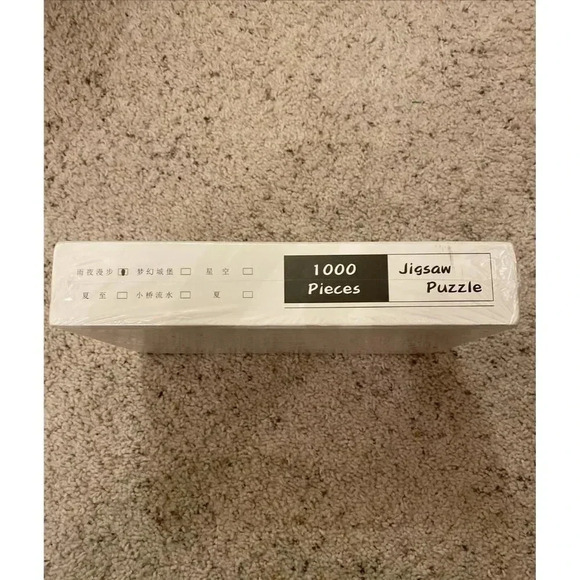 雨夜漫步 梦幻城堡 星空
夏至 小桥流水 夏
1000 Pieces
Jigsaw Puzzle